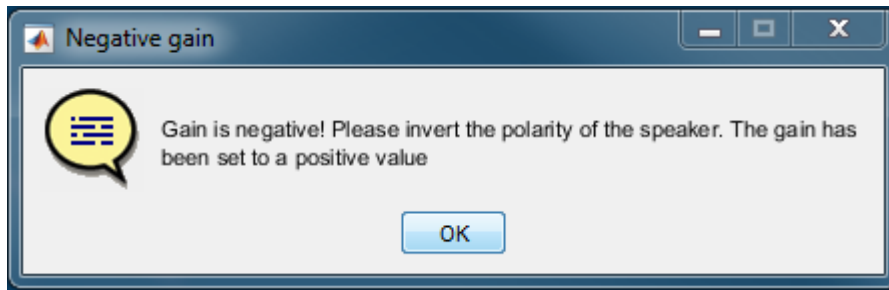 Negative gain
Gain is negative! Please invert the polarity of the speaker. The gain has
been set to a positive value
OK